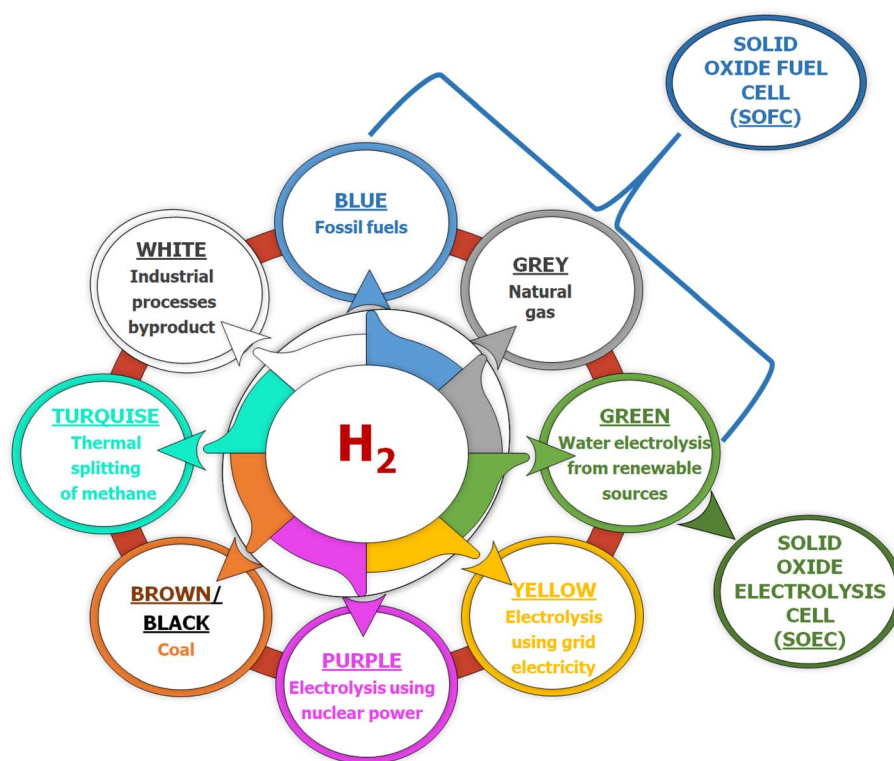 SOLID
OXIDE FUEL
CELL
(SOFC)
BLUE
Fossil fuels
WHITE
Industrial
processes
byproduct
GREY
Natural
gas
H₂
TURQUISE
Thermal
splitting
of methane
GREEN
Water electrolysis
from renewable
sources
BROWN/
BLACK
Coal
YELLOW
Electrolysis
using grid
electricity
PURPLE
Electrolysis using
nuclear power
SOLID
OXIDE
ELECTROLYSIS
CELL
(SOEC)